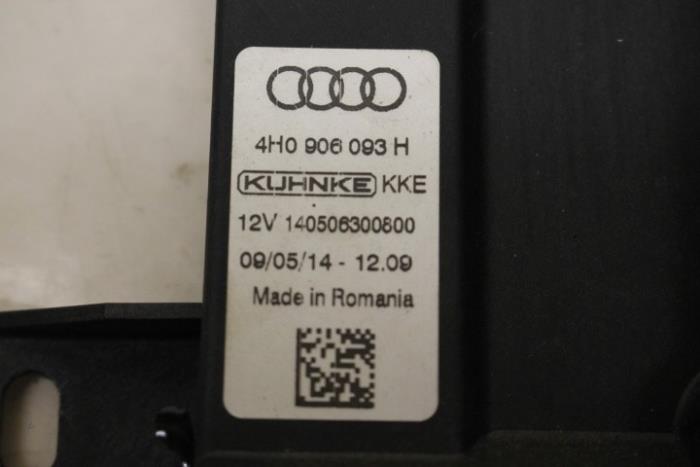 4H0 906 093 H
KUHNKE KKE
12V 140506300800
09/05/14 - 12.09
Made in Romania